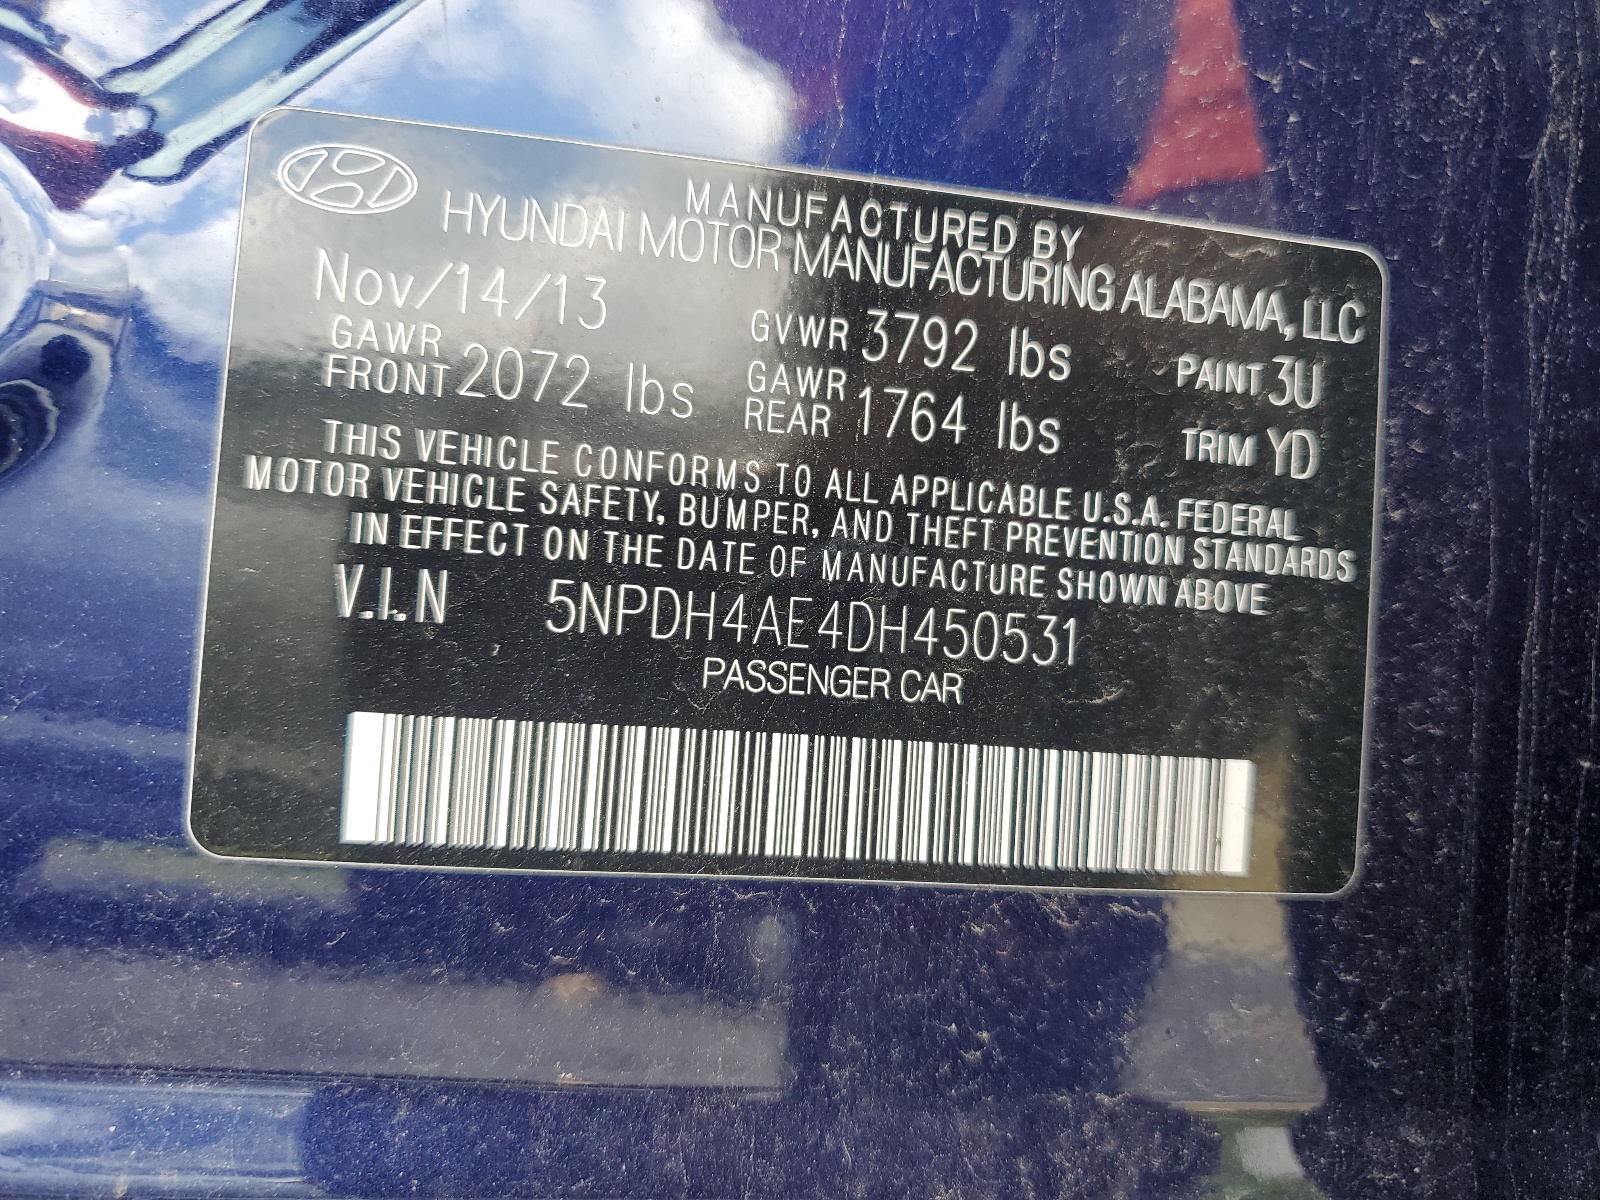 MANUFACTURED BY
HYUNDAI MOTOR MANUFACTURING ALABAMA, LLC
Nov/14/13 GVWR 3792 lbs PAINT 3U
GAWR FRONT 2072 lbs GAWR REAR 1764 lbs TRIM YD
THIS VEHICLE CONFORMS TO ALL APPLICABLE U.S.A. FEDERAL
MOTOR VEHICLE SAFETY, BUMPER, AND THEFT PREVENTION STANDARDS
IN EFFECT ON THE DATE OF MANUFACTURE SHOWN ABOVE
V.I.N 5NPDH4AE4DH450531
PASSENGER CAR